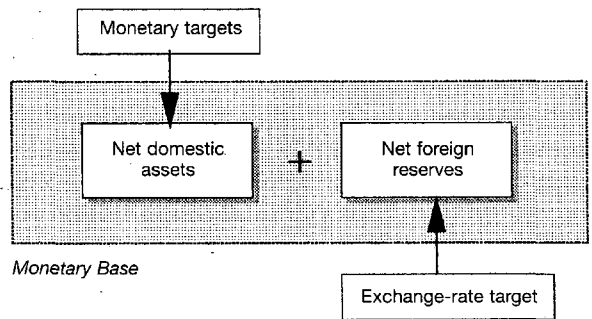 Monetary targets
Net domestic
assets
+
Net foreign
reserves
Monetary Base
Exchange-rate target